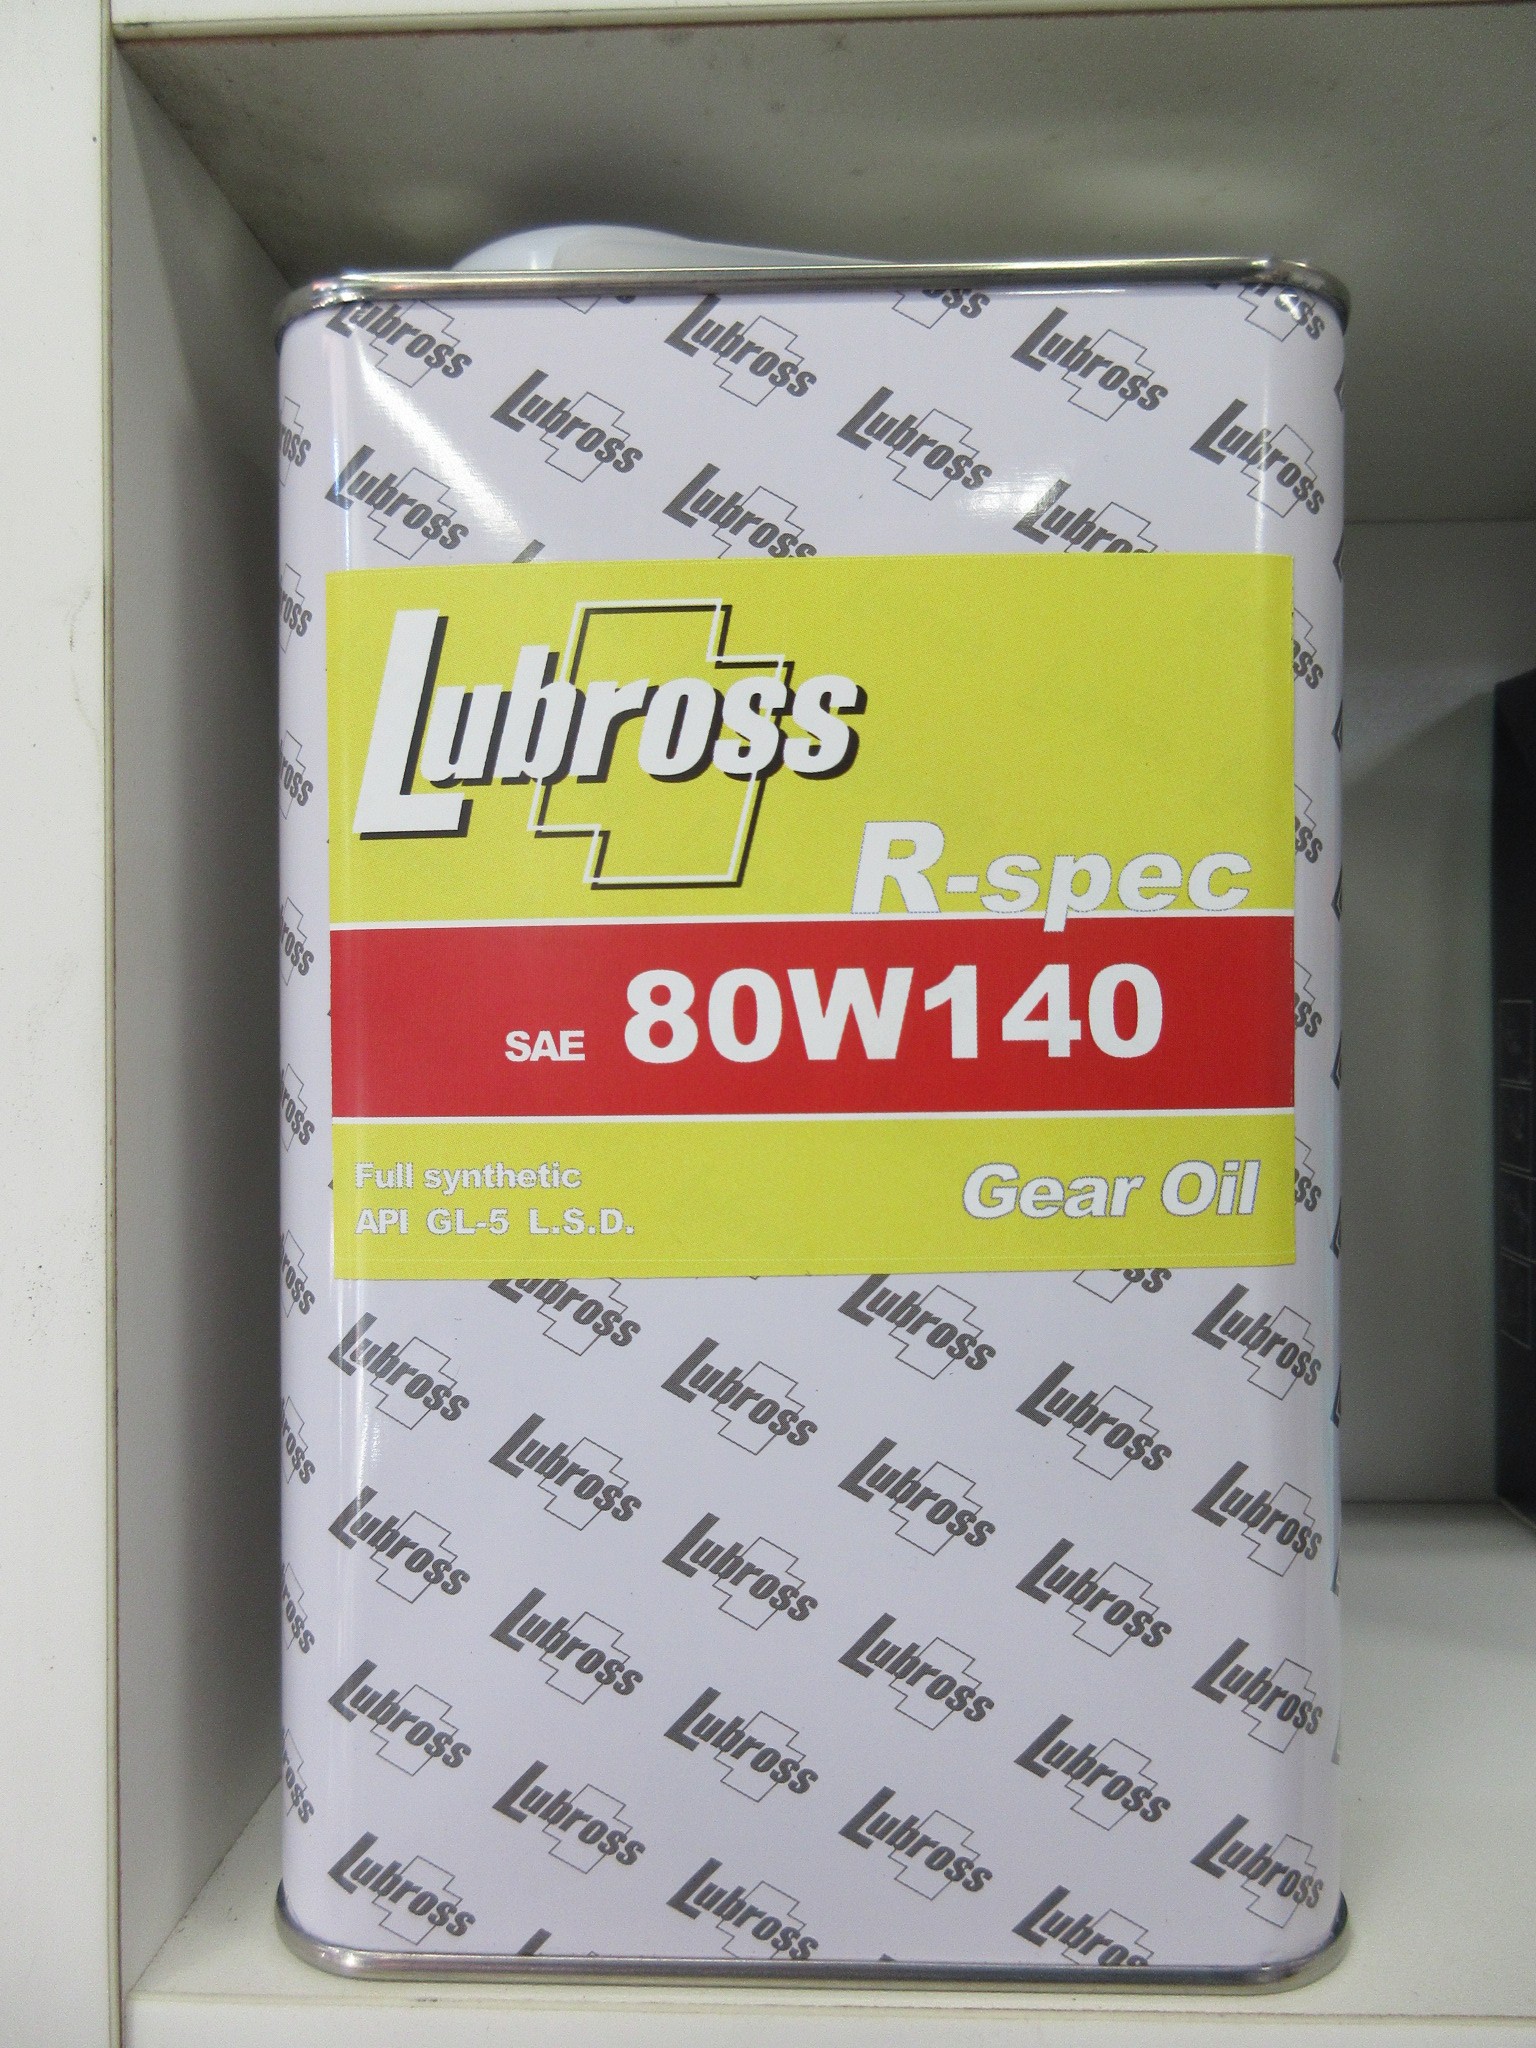 Lubross
R-spec
SAE 80W140
Full synthetic
API GL-5 L.S.D.
Gear Oil